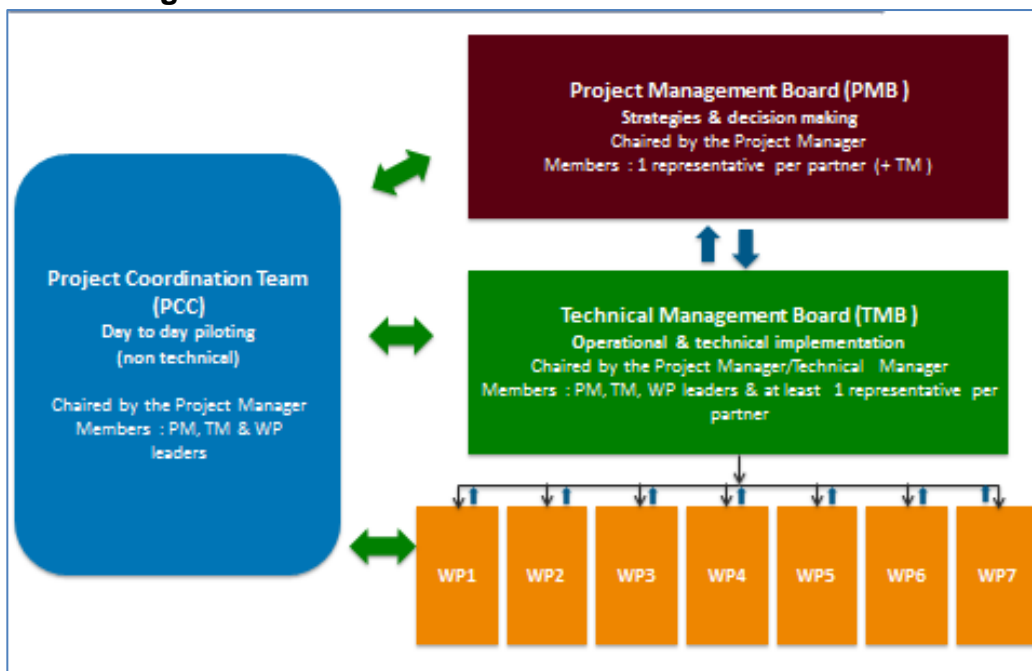 Project Management Board (PMB )
Strategies & decision making
Chaired by the Project Manager
Members : 1 representative per partner (+ TM )
Project Coordination Team
(PCC)
Day to day piloting
(non technical)
Chaired by the Project Manager
Members : PM, TM & WP
leaders
Technical Management Board (TMB )
Operational & technical implementation
Chaired by the Project Manager/Technical Manager
Members : PM, TM, WP leaders & at least 1 representative per
partner
WP1
WP2
WP3
WP4
WP5
WP6
WP7